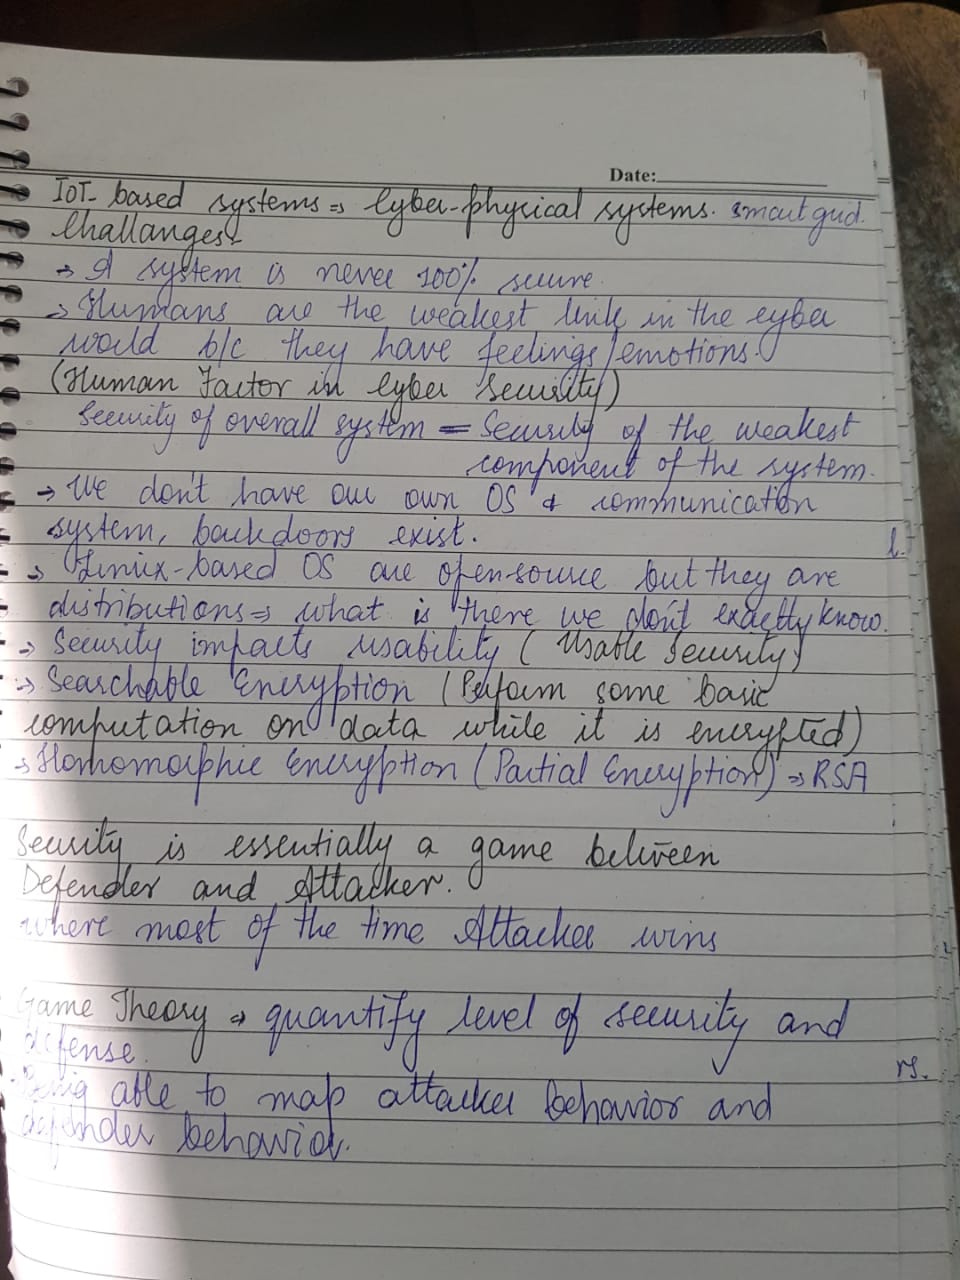 Date:
IoT-based systems ⇒ Cyber-physical systems. smart grid.
Challanges:-
→ A system is never 100% secure.
→ Humans are the weakest link in the cyber
world b/c they have feelings/emotions.
(Human Factor in Cyber Security)
Security of overall system = Security of the weakest
component of the system.
→ We don't have our own OS & communication
system, backdoors exist.
→ Linux-based OS are open-source but they are
distributions ⇒ what is there we don't exactly know.
→ Security impacts usability (Usable Security)
→ Searchable Encryption (Perform some basic
computation on data while it is encrypted)
→ Homomorphic Encryption (Partial Encryption) ⇒ RSA
Security is essentially a game between
Defender and Attacker.
where most of the time Attacker wins
Game Theory ⇒ quantify level of security and
defense.
Being able to map attacker behavior and
defender behavior.